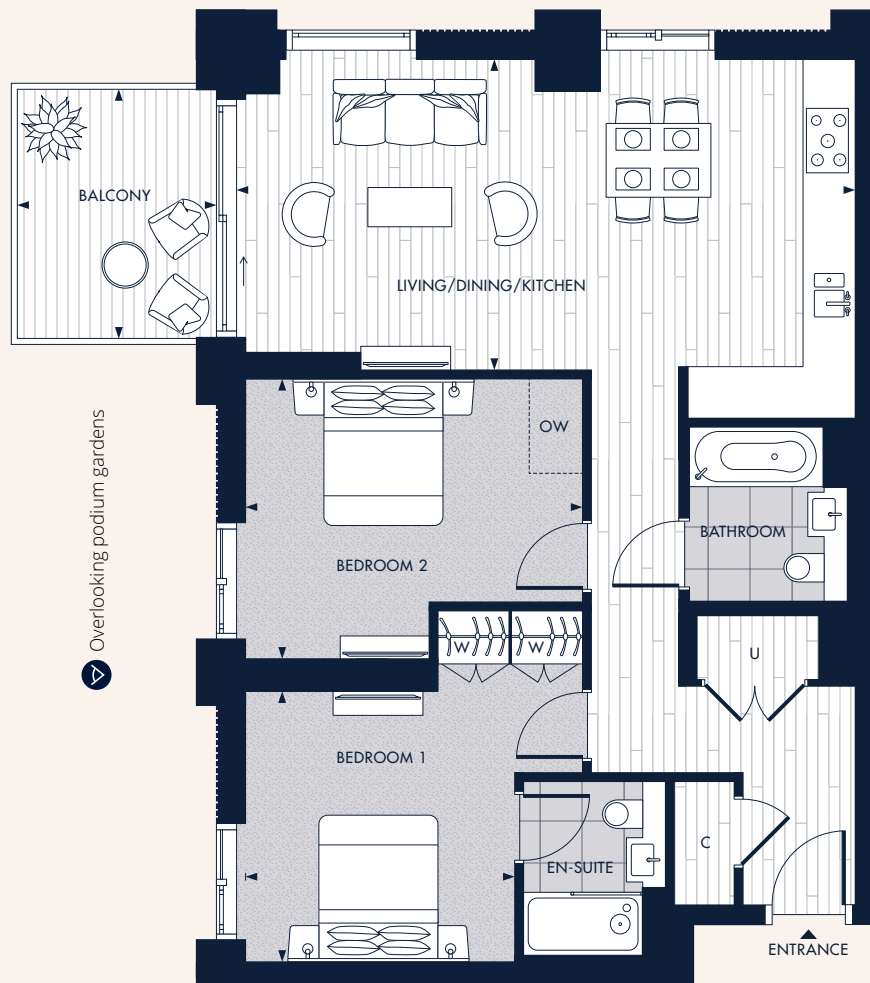 BALCONY
LIVING/DINING/KITCHEN
OW
BATHROOM
BEDROOM 2
Overlooking podium gardens
W
W
U
BEDROOM 1
C
EN-SUITE
ENTRANCE